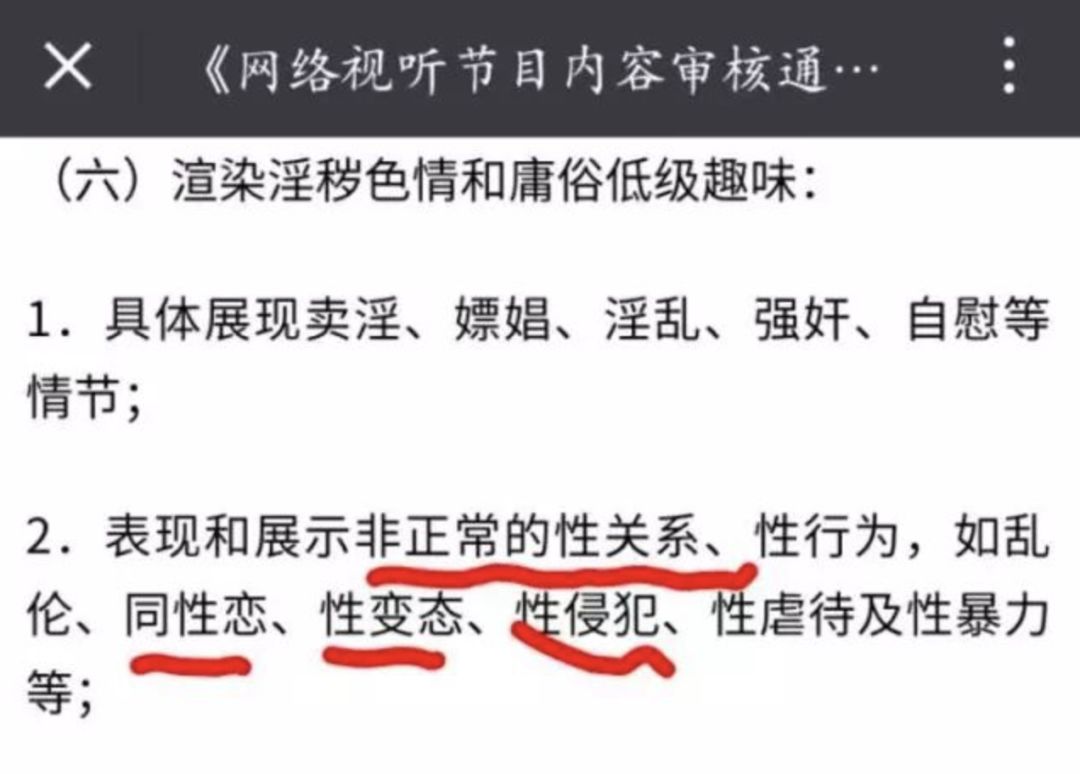 《网络视听节目内容审核通…
（六）渲染淫秽色情和庸俗低级趣味：
1．具体展现卖淫、嫖娼、淫乱、强奸、自慰等
情节；
2．表现和展示非正常的性关系、性行为，如乱
伦、同性恋、性变态、性侵犯、性虐待及性暴力
等；